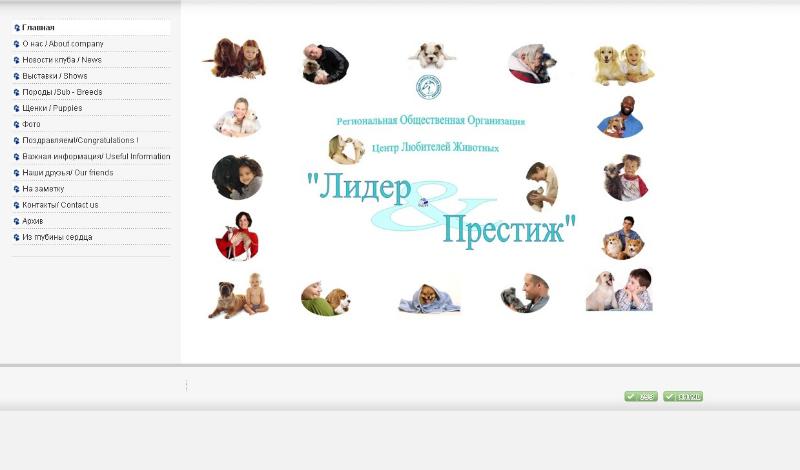 Главная
О нас / About company
Новости клуба / News
Выставки / Shows
Породы /Sub - Breeds
Щенки / Puppies
Фото
Поздравляем!/Congratulations !
Важная информация/ Useful Information
Наши друзья/ Our friends
На заметку
Контакты/ Contact us
Архив
Из глубины сердца
Региональная Общественная Организация
Центр Любителей Животных
"Лидер
&
Престиж"